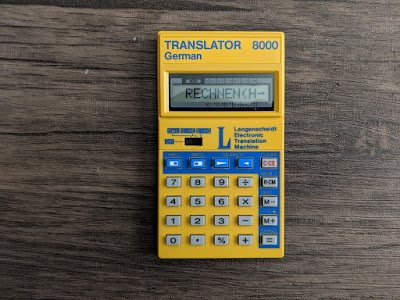 TRANSLATOR 8000
German
RECHNEN(H→
L Langenscheidt
Electronic
Translation
Machine
C·CE
7 8 9 ÷ R·CM
4 5 6 × M−
1 2 3 − M+
0 • % + =